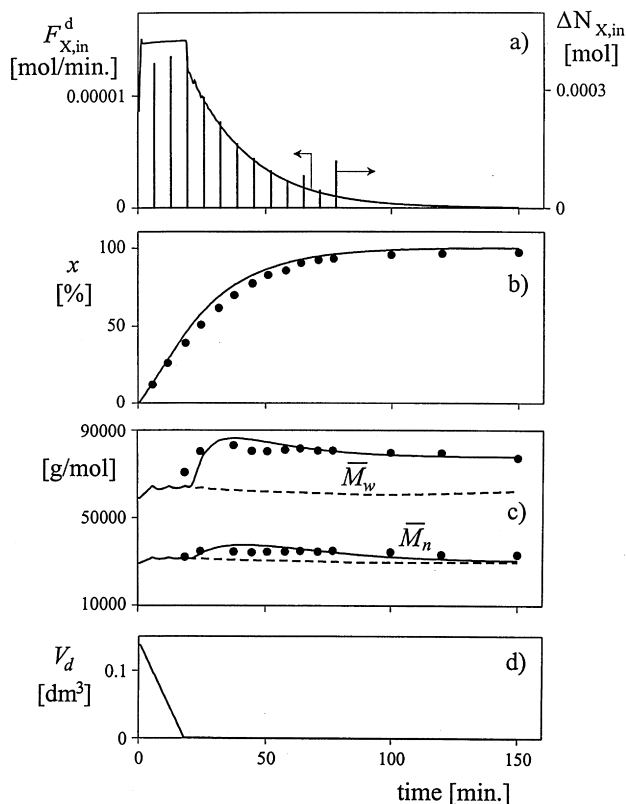 F^d_X,in
[mol/min.]
0.00001
0
a)
ΔN_X,in
[mol]
0.0003
0
x
[%]
100
50
0
b)
90000
[g/mol]
50000
10000
M̅_w
M̅_n
c)
V_d
[dm³]
0.1
0
d)
0 50 100 150
time [min.]